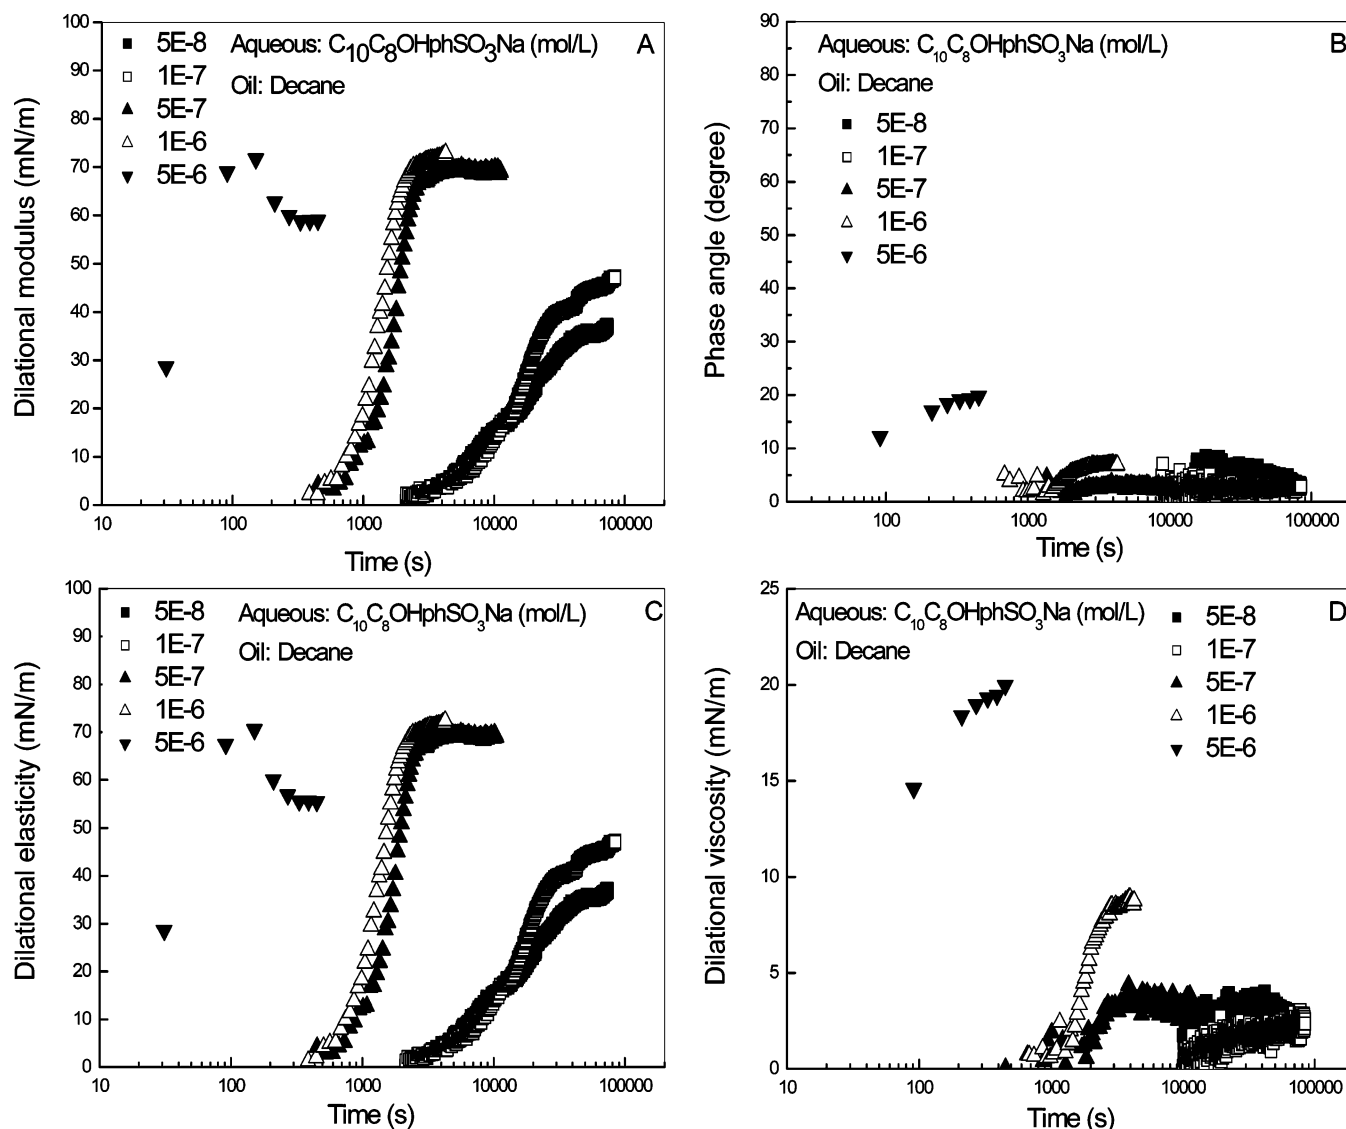 100
90
80
70
60
50
40
30
20
10
0
Dilational modulus (mN/m)
5E-8
1E-7
5E-7
1E-6
5E-6
Aqueous: C10C8OHphSO3Na (mol/L)
Oil: Decane
A
10
100
1000
10000
100000
Time (s)
90
80
70
60
50
40
30
20
10
0
Phase angle (degree)
Aqueous: C10C8OHphSO3Na (mol/L)
Oil: Decane
B
5E-8
1E-7
5E-7
1E-6
5E-6
100
1000
10000
100000
Time (s)
100
90
80
70
60
50
40
30
20
10
0
Dilational elasticity (mN/m)
5E-8
1E-7
5E-7
1E-6
5E-6
Aqueous: C10C8OHphSO3Na (mol/L)
Oil: Decane
C
10
100
1000
10000
100000
Time (s)
25
20
15
10
5
0
Dilational viscosity (mN/m)
Aqueous: C10C8OHphSO3Na (mol/L)
Oil: Decane
D
5E-8
1E-7
5E-7
1E-6
5E-6
10
100
1000
10000
100000
Time (s)